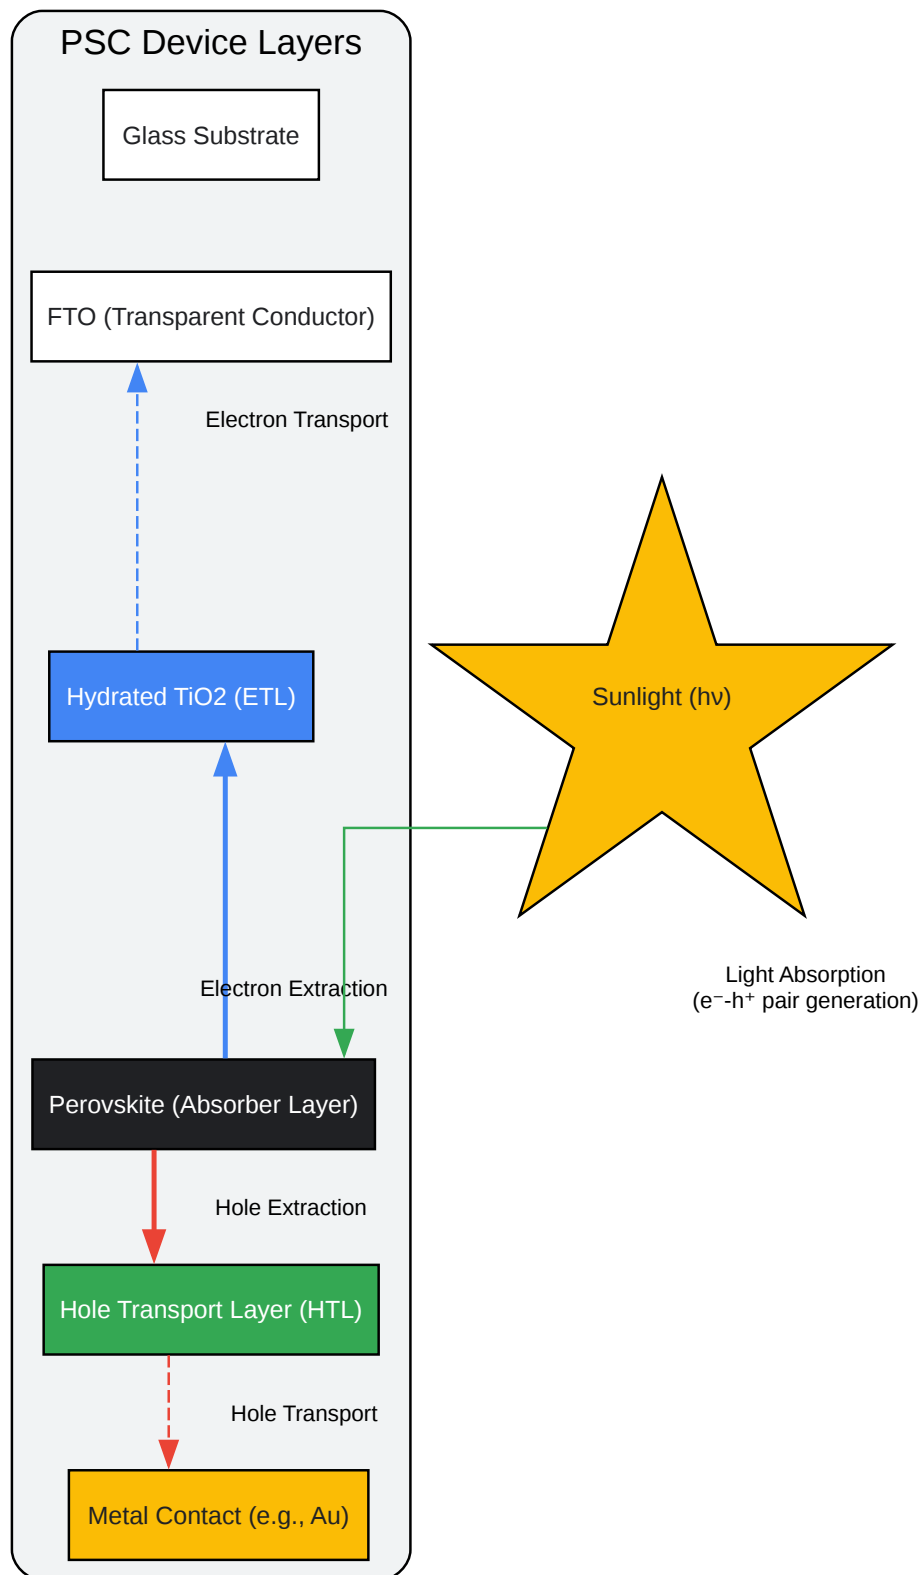 PSC Device Layers
Glass Substrate
FTO (Transparent Conductor)
Electron Transport
Hydrated TiO2 (ETL)
Sunlight (hν)
Electron Extraction
Light Absorption
(e⁻-h⁺ pair generation)
Perovskite (Absorber Layer)
Hole Extraction
Hole Transport Layer (HTL)
Hole Transport
Metal Contact (e.g., Au)